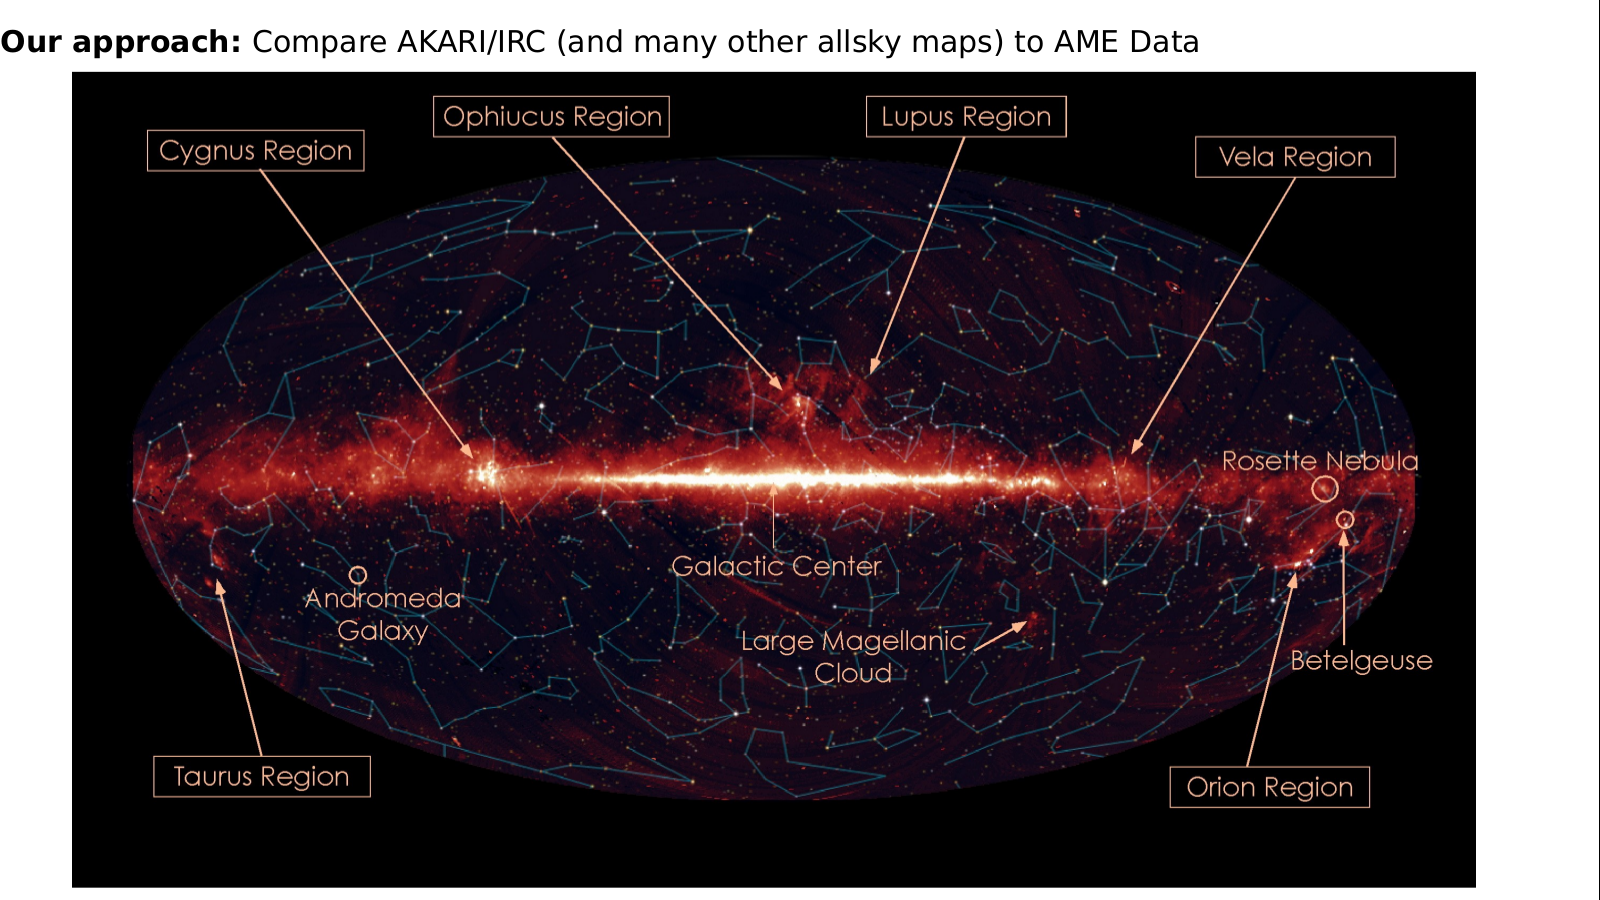 Our approach: Compare AKARI/IRC (and many other allsky maps) to AME Data
Ophiucus Region
Lupus Region
Cygnus Region
Vela Region
Rosette Nebula
Galactic Center
Andromeda
Galaxy
Large Magellanic
Cloud
Betelgeuse
Taurus Region
Orion Region